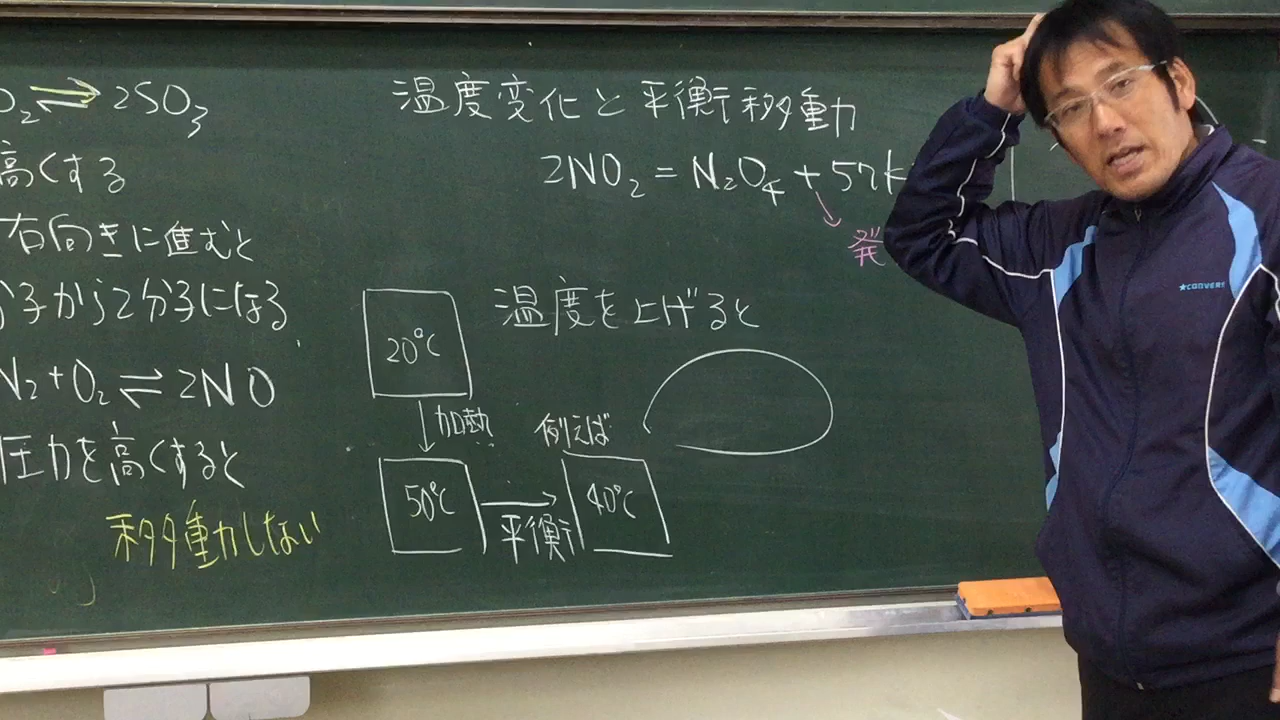 O₂ ⇌ 2SO₃
高くする
右向きに進むと
分子から2分子になる
N₂+O₂ ⇌ 2NO
圧力を高くすると
移動しない
温度変化と平衡移動
2NO₂ = N₂O₄ + 57k
発
温度を上げると
20℃
加熱
例えば
50℃
平衡
40℃
★CONVERSE